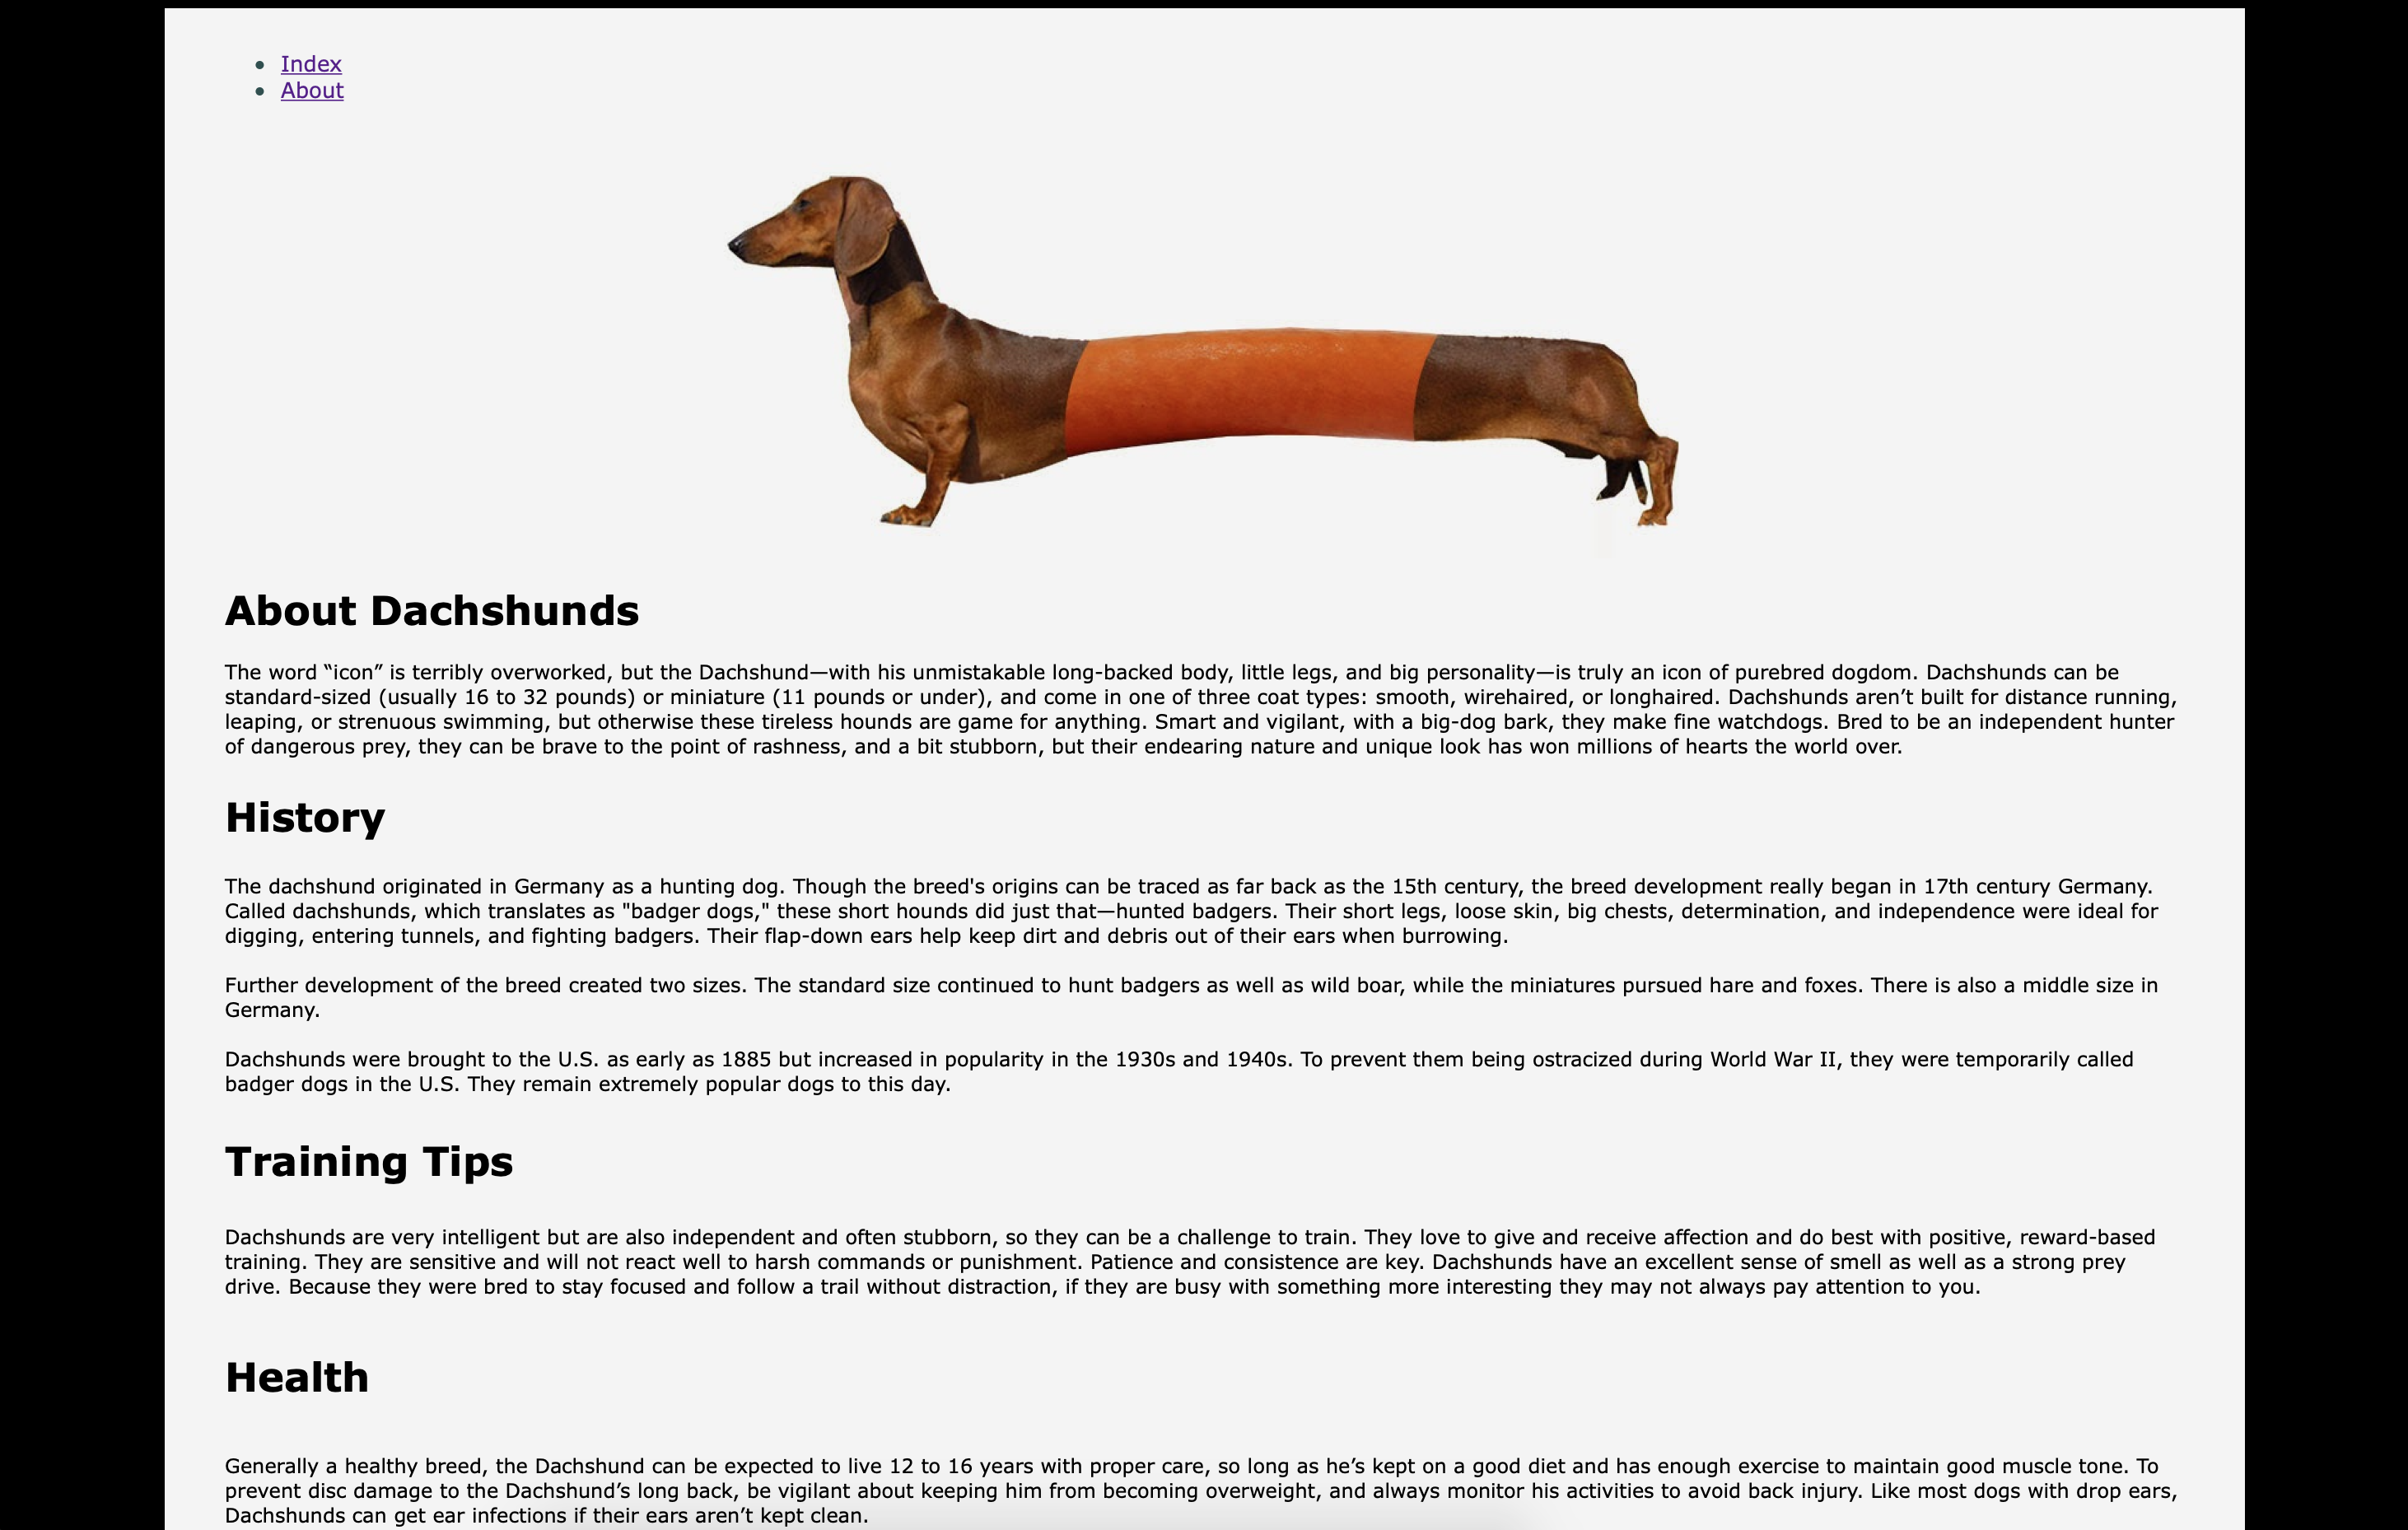 Index
About
About Dachshunds
The word “icon” is terribly overworked, but the Dachshund—with his unmistakable long-backed body, little legs, and big personality—is truly an icon of purebred dogdom. Dachshunds can be
standard-sized (usually 16 to 32 pounds) or miniature (11 pounds or under), and come in one of three coat types: smooth, wirehaired, or longhaired. Dachshunds aren’t built for distance running,
leaping, or strenuous swimming, but otherwise these tireless hounds are game for anything. Smart and vigilant, with a big-dog bark, they make fine watchdogs. Bred to be an independent hunter
of dangerous prey, they can be brave to the point of rashness, and a bit stubborn, but their endearing nature and unique look has won millions of hearts the world over.
History
The dachshund originated in Germany as a hunting dog. Though the breed's origins can be traced as far back as the 15th century, the breed development really began in 17th century Germany.
Called dachshunds, which translates as "badger dogs," these short hounds did just that—hunted badgers. Their short legs, loose skin, big chests, determination, and independence were ideal for
digging, entering tunnels, and fighting badgers. Their flap-down ears help keep dirt and debris out of their ears when burrowing.
Further development of the breed created two sizes. The standard size continued to hunt badgers as well as wild boar, while the miniatures pursued hare and foxes. There is also a middle size in
Germany.
Dachshunds were brought to the U.S. as early as 1885 but increased in popularity in the 1930s and 1940s. To prevent them being ostracized during World War II, they were temporarily called
badger dogs in the U.S. They remain extremely popular dogs to this day.
Training Tips
Dachshunds are very intelligent but are also independent and often stubborn, so they can be a challenge to train. They love to give and receive affection and do best with positive, reward-based
training. They are sensitive and will not react well to harsh commands or punishment. Patience and consistence are key. Dachshunds have an excellent sense of smell as well as a strong prey
drive. Because they were bred to stay focused and follow a trail without distraction, if they are busy with something more interesting they may not always pay attention to you.
Health
Generally a healthy breed, the Dachshund can be expected to live 12 to 16 years with proper care, so long as he’s kept on a good diet and has enough exercise to maintain good muscle tone. To
prevent disc damage to the Dachshund’s long back, be vigilant about keeping him from becoming overweight, and always monitor his activities to avoid back injury. Like most dogs with drop ears,
Dachshunds can get ear infections if their ears aren’t kept clean.